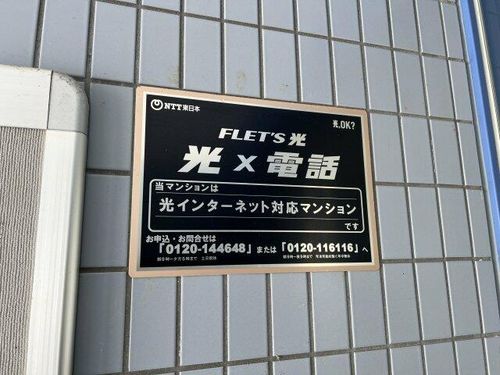 NTT東日本
光、OK?
FLET'S 光
光 x 電話
当マンションは
光インターネット対応マンション
です
お申込・お問合せは
「0120-144648」または「0120-116116」へ